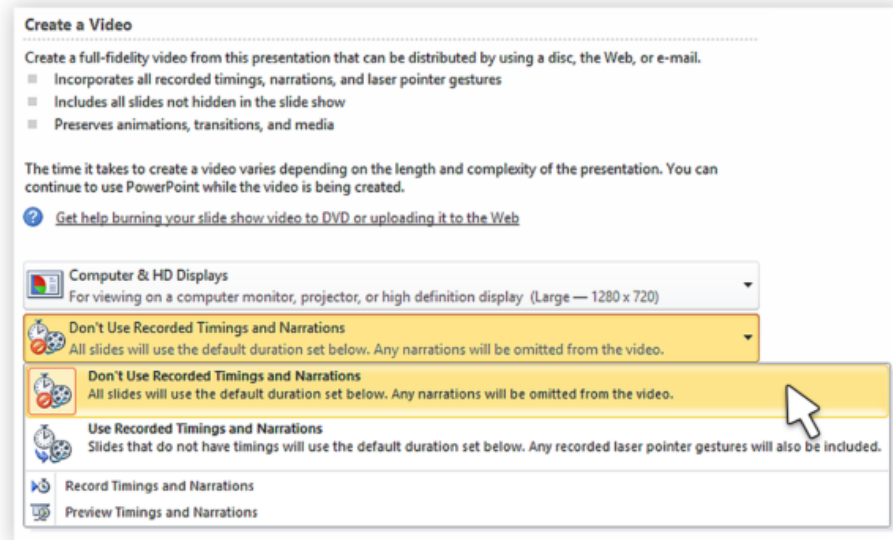 Create a Video
Create a full-fidelity video from this presentation that can be distributed by using a disc, the Web, or e-mail.
Incorporates all recorded timings, narrations, and laser pointer gestures
Includes all slides not hidden in the slide show
Preserves animations, transitions, and media
The time it takes to create a video varies depending on the length and complexity of the presentation. You can
continue to use PowerPoint while the video is being created.
Get help burning your slide show video to DVD or uploading it to the Web
Computer & HD Displays
For viewing on a computer monitor, projector, or high definition display (Large — 1280 x 720)
Don't Use Recorded Timings and Narrations
All slides will use the default duration set below. Any narrations will be omitted from the video.
Don't Use Recorded Timings and Narrations
All slides will use the default duration set below. Any narrations will be omitted from the video.
Use Recorded Timings and Narrations
Slides that do not have timings will use the default duration set below. Any recorded laser pointer gestures will also be included.
Record Timings and Narrations
Preview Timings and Narrations